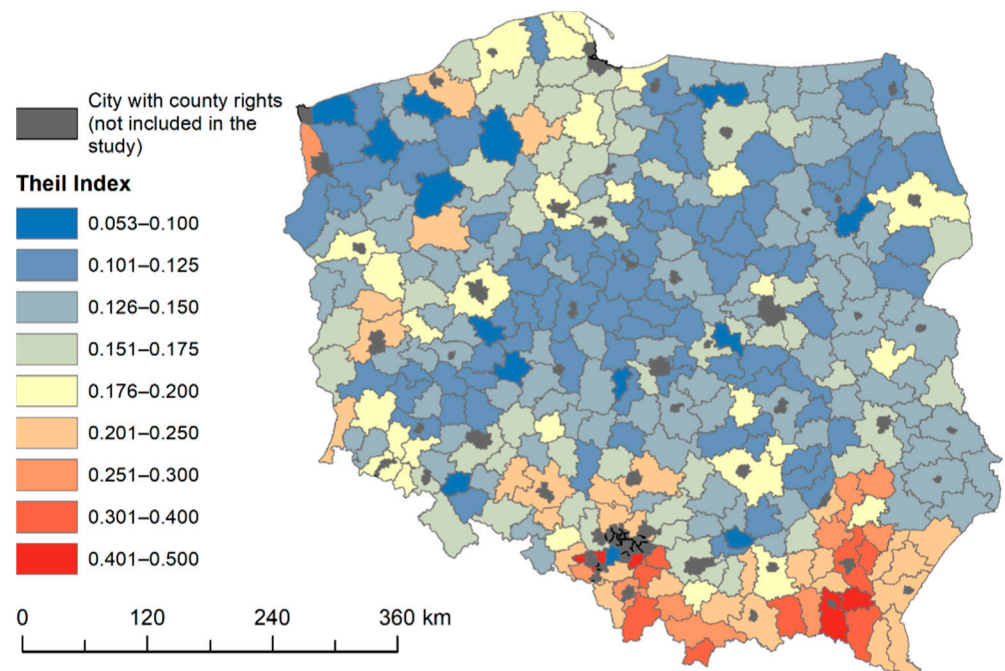 City with county rights
(not included in the
study)
Theil Index
0.053–0.100
0.101–0.125
0.126–0.150
0.151–0.175
0.176–0.200
0.201–0.250
0.251–0.300
0.301–0.400
0.401–0.500
0 120 240 360 km